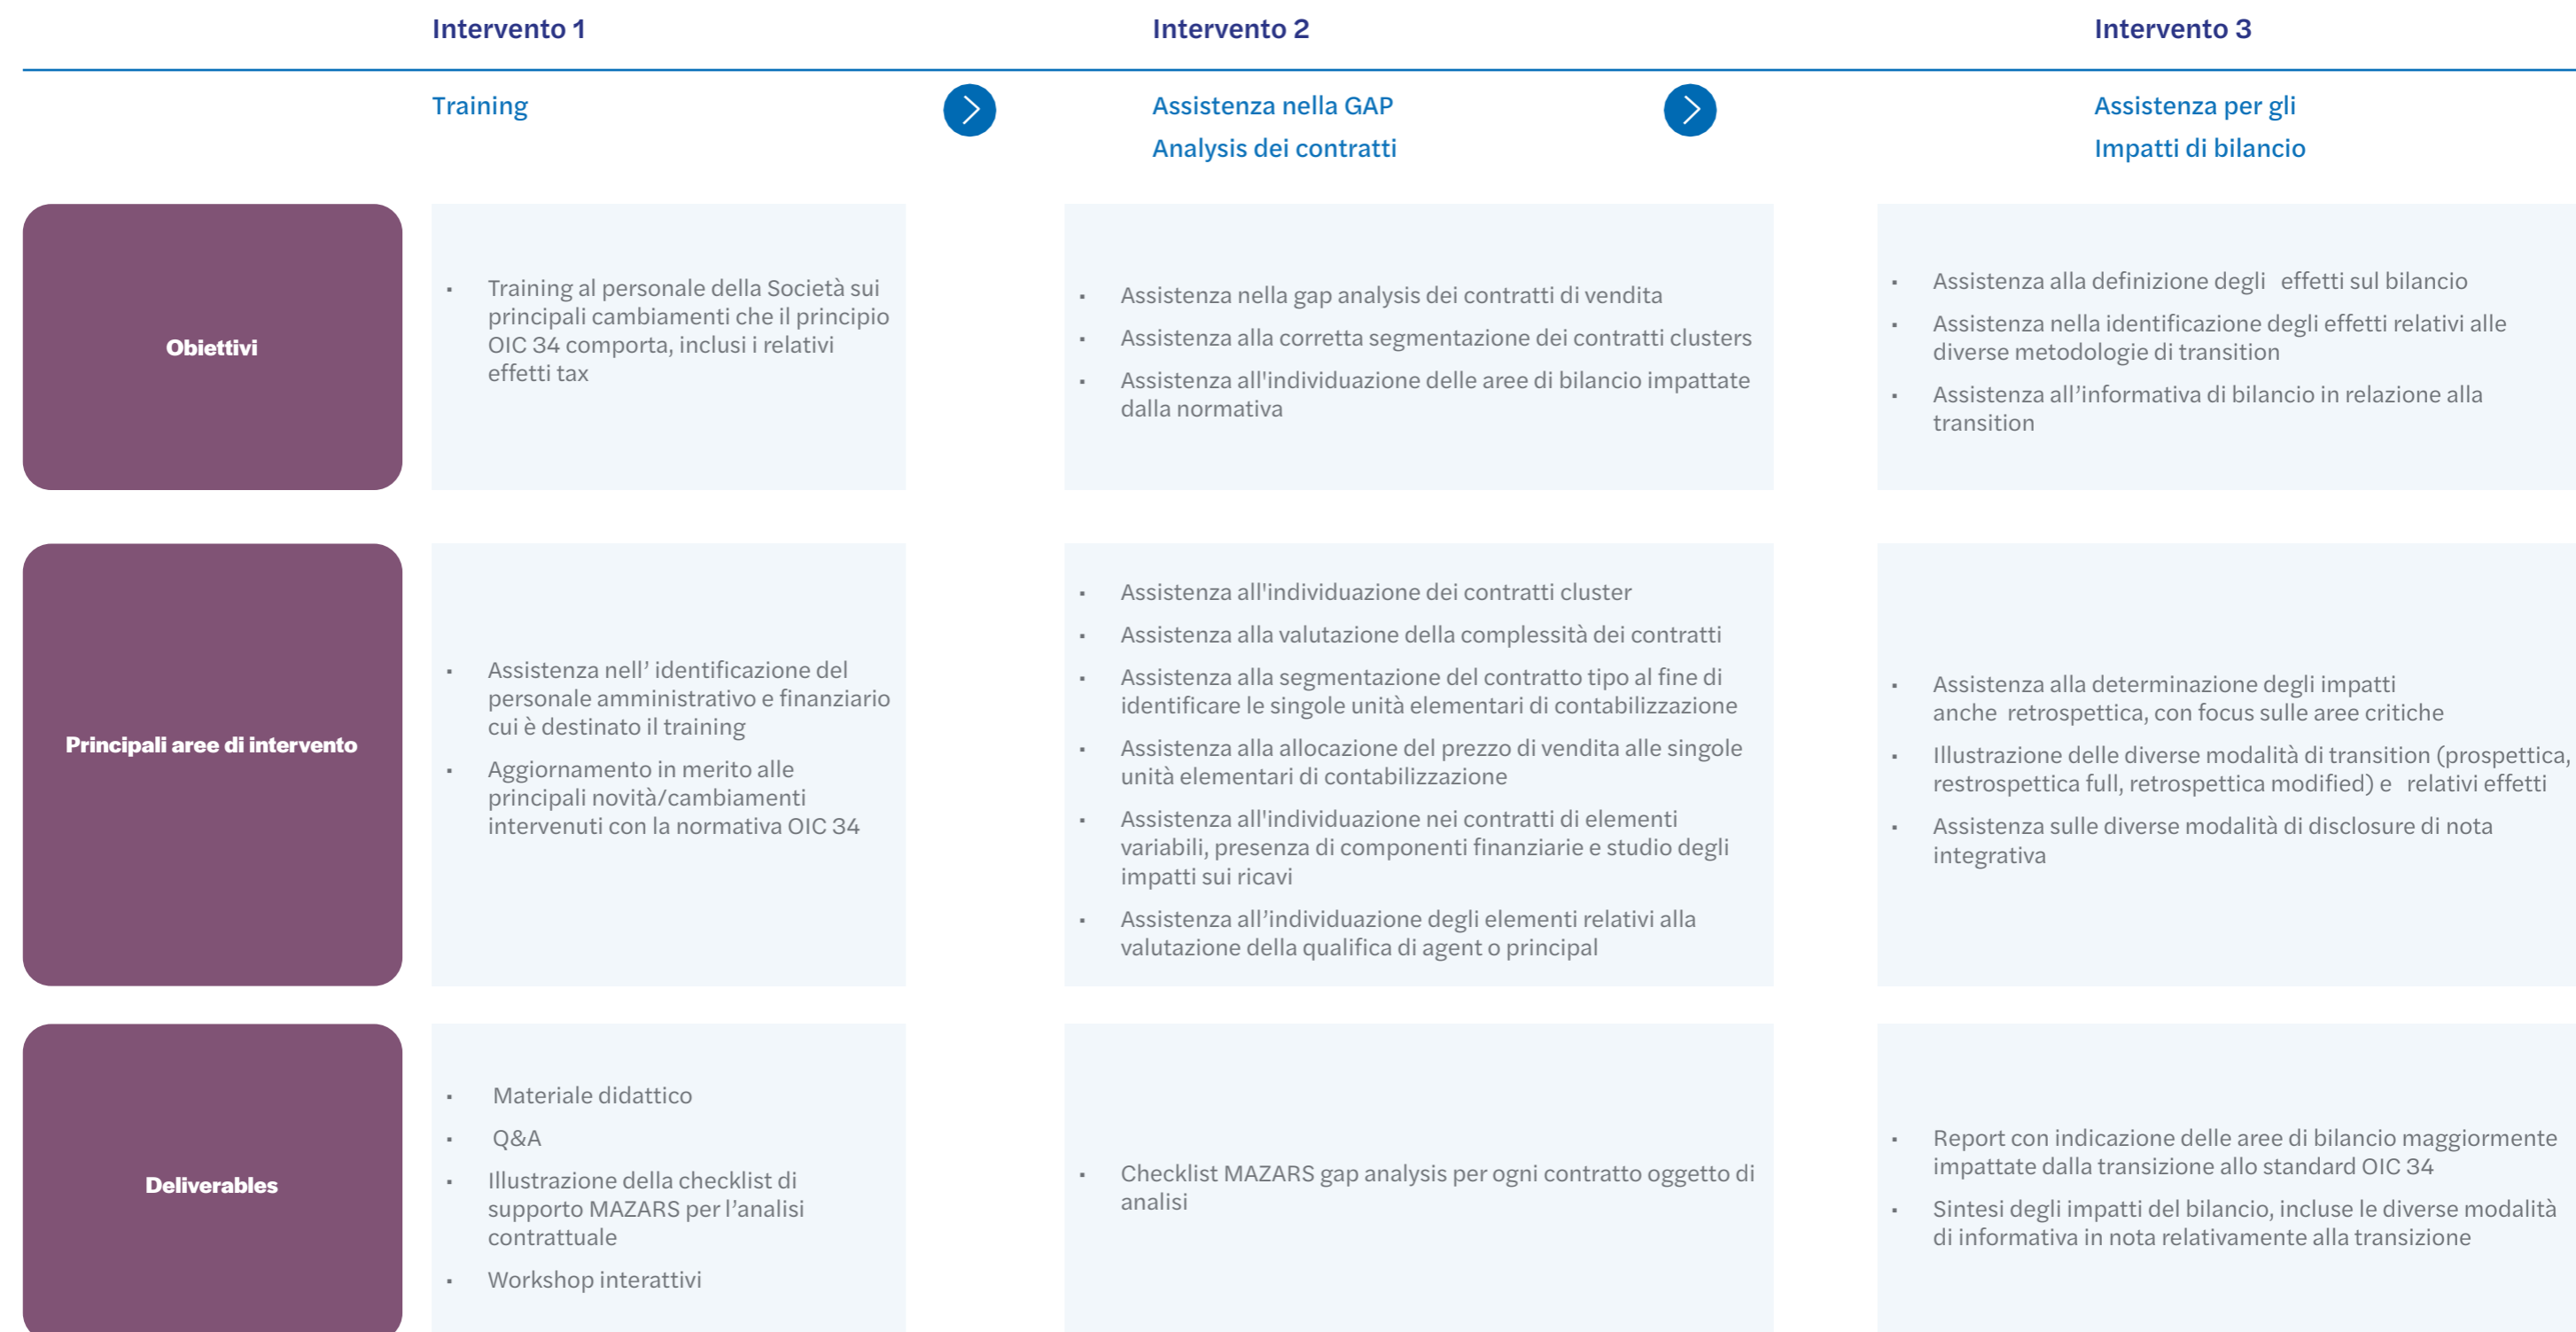 Intervento 1
Intervento 2
Intervento 3
Training
Assistenza nella GAP
Analysis dei contratti
Assistenza per gli
Impatti di bilancio
Obiettivi
▪ Training al personale della Società sui
principali cambiamenti che il principio
OIC 34 comporta, inclusi i relativi
effetti tax
▪ Assistenza nella gap analysis dei contratti di vendita
▪ Assistenza alla corretta segmentazione dei contratti clusters
▪ Assistenza all'individuazione delle aree di bilancio impattate
dalla normativa
▪ Assistenza alla definizione degli effetti sul bilancio
▪ Assistenza nella identificazione degli effetti relativi alle
diverse metodologie di transition
▪ Assistenza all’informativa di bilancio in relazione alla
transition
Principali aree di intervento
▪ Assistenza nell’ identificazione del
personale amministrativo e finanziario
cui è destinato il training
▪ Aggiornamento in merito alle
principali novità/cambiamenti
intervenuti con la normativa OIC 34
▪ Assistenza all'individuazione dei contratti cluster
▪ Assistenza alla valutazione della complessità dei contratti
▪ Assistenza alla segmentazione del contratto tipo al fine di
identificare le singole unità elementari di contabilizzazione
▪ Assistenza alla allocazione del prezzo di vendita alle singole
unità elementari di contabilizzazione
▪ Assistenza all'individuazione nei contratti di elementi
variabili, presenza di componenti finanziarie e studio degli
impatti sui ricavi
▪ Assistenza all’individuazione degli elementi relativi alla
valutazione della qualifica di agent o principal
▪ Assistenza alla determinazione degli impatti
anche retrospettica, con focus sulle aree critiche
▪ Illustrazione delle diverse modalità di transition (prospettica,
restrospettica full, retrospettica modified) e relativi effetti
▪ Assistenza sulle diverse modalità di disclosure di nota
integrativa
Deliverables
▪ Materiale didattico
▪ Q&A
▪ Illustrazione della checklist di
supporto MAZARS per l’analisi
contrattuale
▪ Workshop interattivi
▪ Checklist MAZARS gap analysis per ogni contratto oggetto di
analisi
▪ Report con indicazione delle aree di bilancio maggiormente
impattate dalla transizione allo standard OIC 34
▪ Sintesi degli impatti del bilancio, incluse le diverse modalità
di informativa in nota relativamente alla transizione